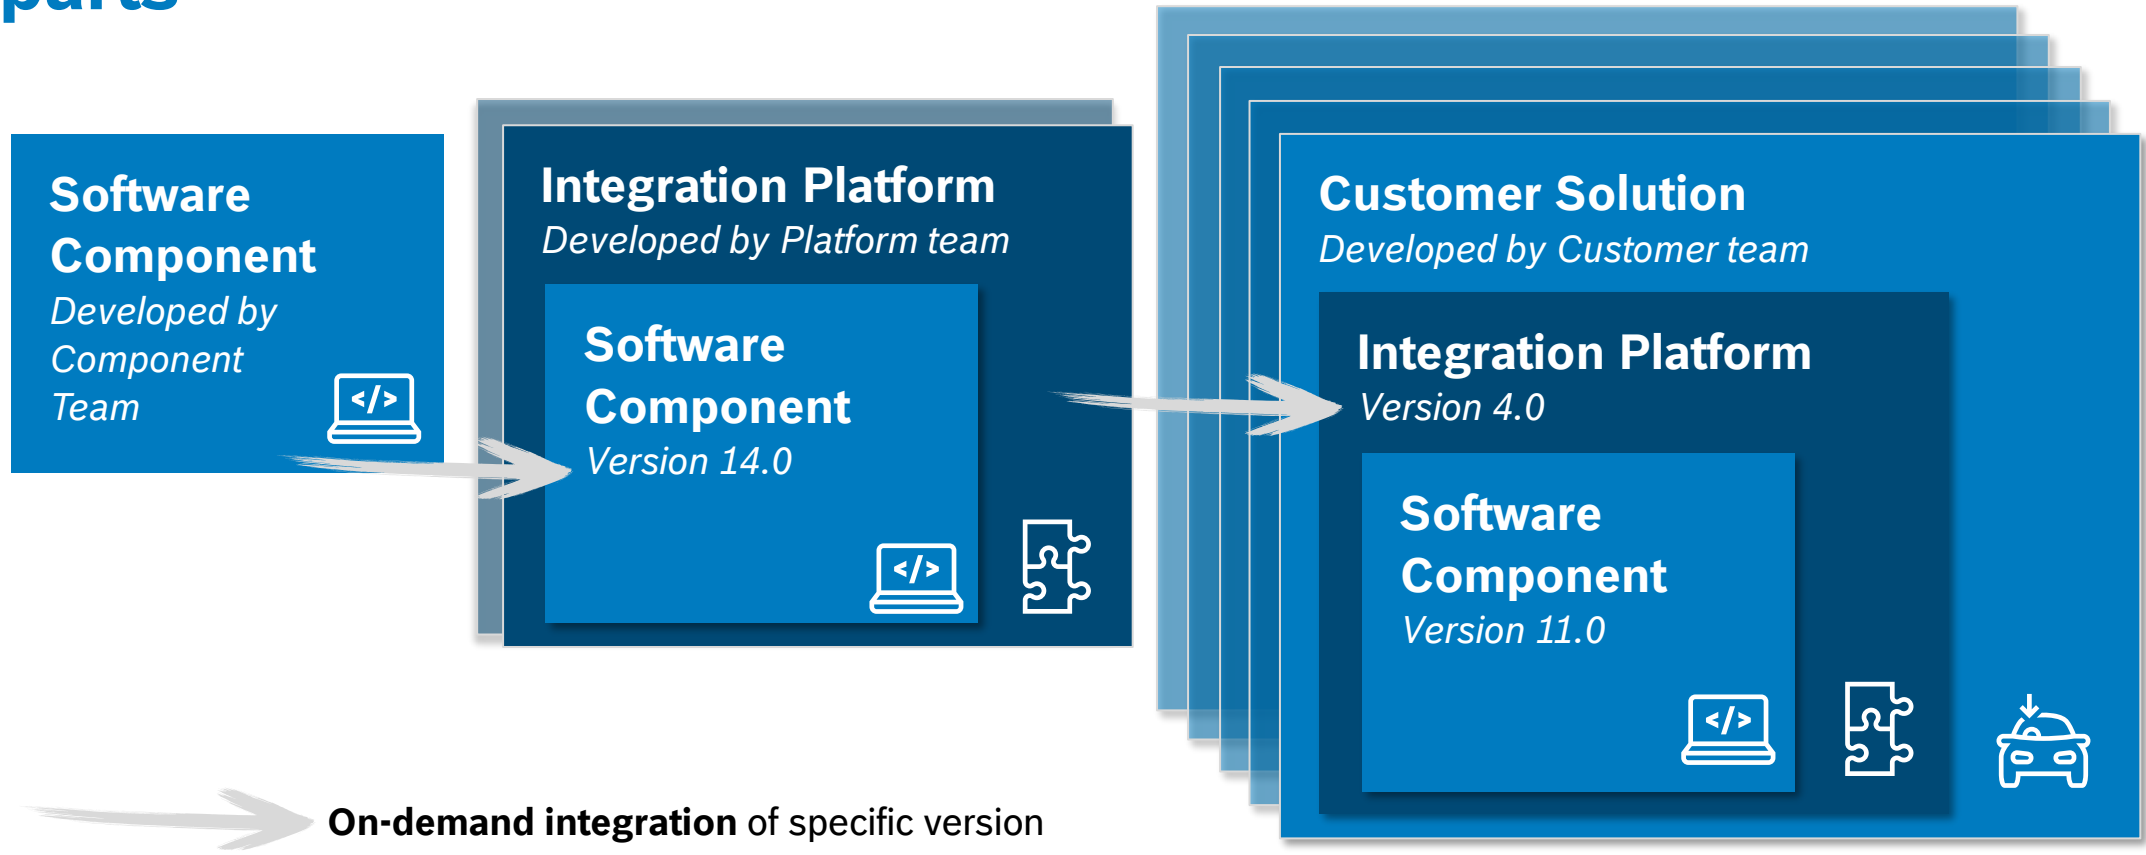 parts
Software
Component
Developed by
Component
Team
</>
Integration Platform
Developed by Platform team
Software
Component
Version 14.0
</>
Customer Solution
Developed by Customer team
Integration Platform
Version 4.0
Software
Component
Version 11.0
</>
On-demand integration of specific version